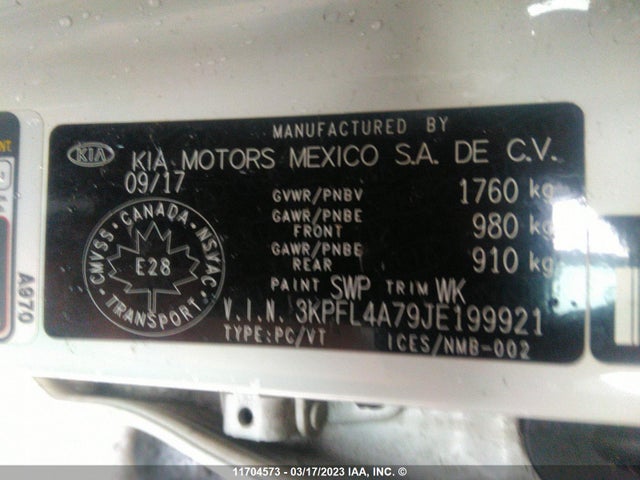 MANUFACTURED BY
KIA KIA MOTORS MEXICO S.A. DE C.V.
09/17
GVWR/PNBV 1760 kg
GAWR/PNBE FRONT 980 kg
GAWR/PNBE REAR 910 kg
PAINT SWP TRIM WK
V.I.N. 3KPFL4A79JE199921
TYPE:PC/VT ICES/NMB-002
CANADA
CMVSS NSVAC
E28
TRANSPORT
A970
11704573 - 03/17/2023 IAA, INC. ©